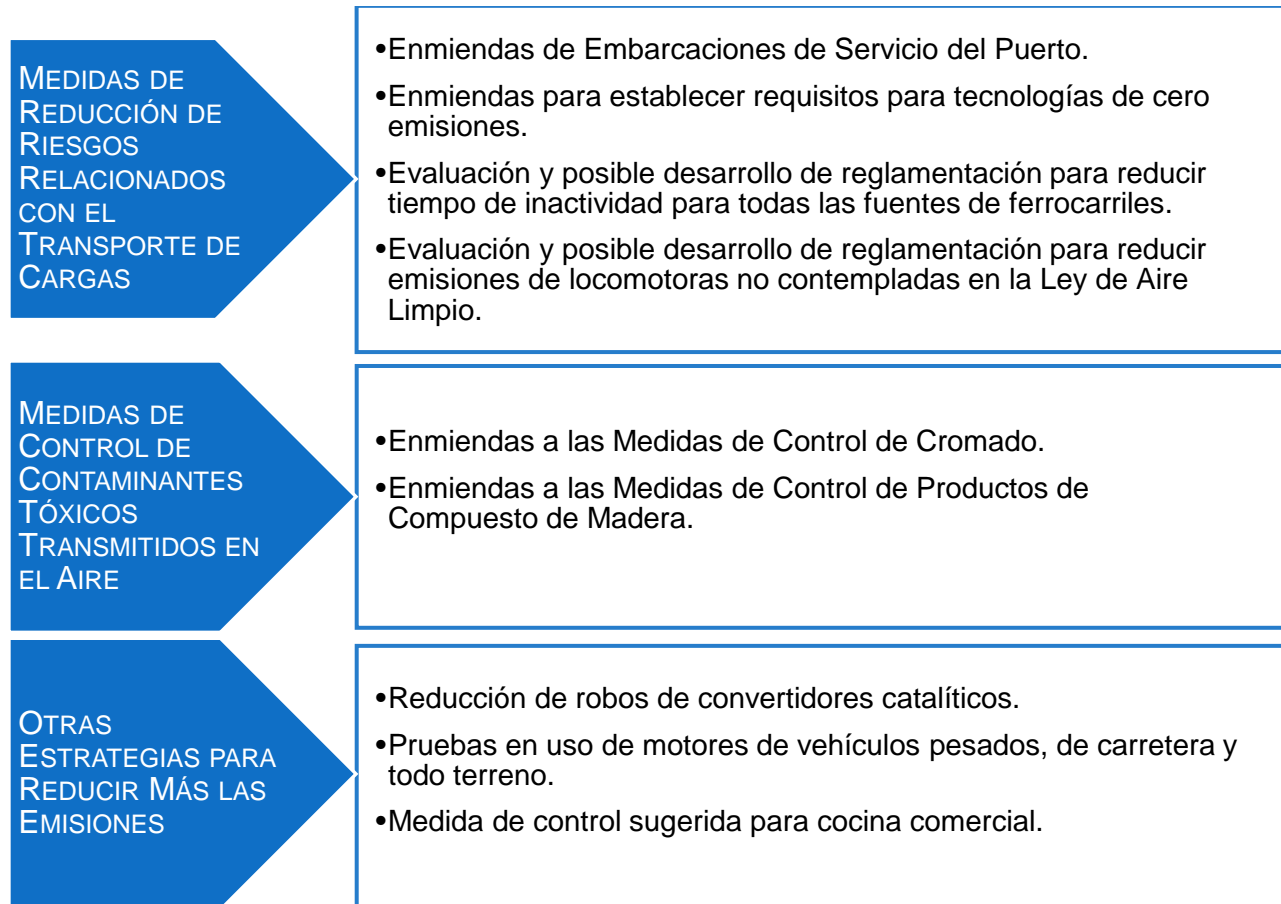 MEDIDAS DE
REDUCCIÓN DE
RIESGOS
RELACIONADOS
CON EL
TRANSPORTE DE
CARGAS
•Enmiendas de Embarcaciones de Servicio del Puerto.
•Enmiendas para establecer requisitos para tecnologías de cero
emisiones.
•Evaluación y posible desarrollo de reglamentación para reducir
tiempo de inactividad para todas las fuentes de ferrocarriles.
•Evaluación y posible desarrollo de reglamentación para reducir
emisiones de locomotoras no contempladas en la Ley de Aire
Limpio.
MEDIDAS DE
CONTROL DE
CONTAMINANTES
TÓXICOS
TRANSMITIDOS EN
EL AIRE
•Enmiendas a las Medidas de Control de Cromado.
•Enmiendas a las Medidas de Control de Productos de
Compuesto de Madera.
OTRAS
ESTRATEGIAS PARA
REDUCIR MÁS LAS
EMISIONES
•Reducción de robos de convertidores catalíticos.
•Pruebas en uso de motores de vehículos pesados, de carretera y
todo terreno.
•Medida de control sugerida para cocina comercial.